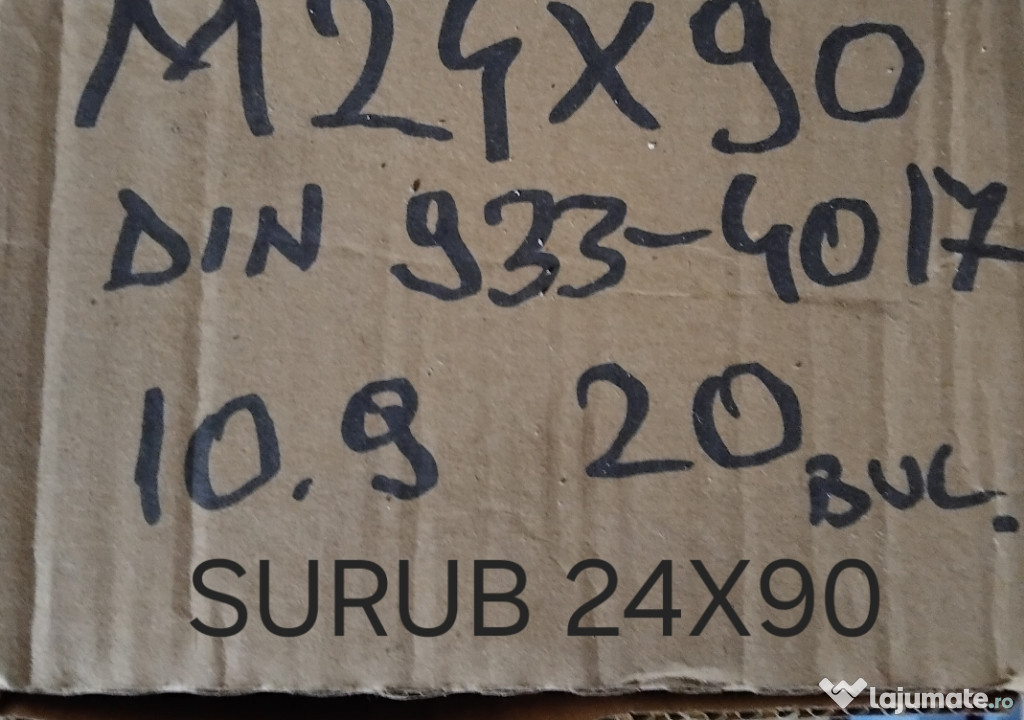 M24X90
DIN 933-4017
10.9 20 BUC.
SURUB 24X90
lajumate.ro